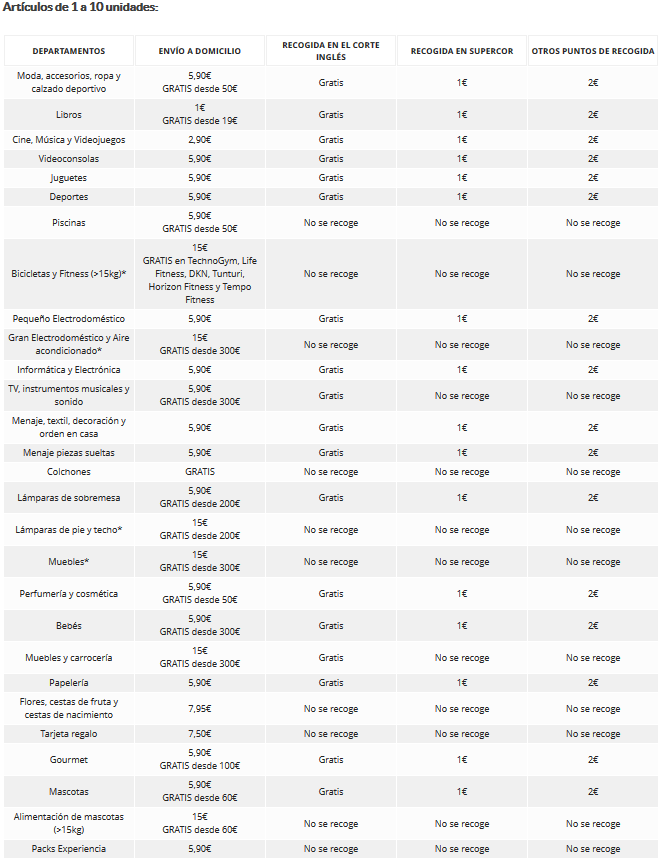 Artículos de 1 a 10 unidades:
DEPARTAMENTOS ENVÍO A DOMICILIO RECOGIDA EN EL CORTE INGLÉS RECOGIDA EN SUPERCOR OTROS PUNTOS DE RECOGIDA
Moda, accesorios, ropa y calzado deportivo 5,90€ GRATIS desde 50€ Gratis 1€ 2€
Libros 1€ GRATIS desde 19€ Gratis 1€ 2€
Cine, Música y Videojuegos 2,90€ Gratis 1€ 2€
Videoconsolas 5,90€ Gratis 1€ 2€
Juguetes 5,90€ Gratis 1€ 2€
Deportes 5,90€ Gratis 1€ 2€
Piscinas 5,90€ GRATIS desde 50€ No se recoge No se recoge No se recoge
Bicicletas y Fitness (>15kg)* 15€ GRATIS en TechnoGym, Life Fitness, DKN, Tunturi, Horizon Fitness y Tempo Fitness No se recoge No se recoge No se recoge
Pequeño Electrodoméstico 5,90€ Gratis 1€ 2€
Gran Electrodoméstico y Aire acondicionado* 15€ GRATIS desde 300€ No se recoge No se recoge No se recoge
Informática y Electrónica 5,90€ Gratis 1€ 2€
TV, instrumentos musicales y sonido 5,90€ GRATIS desde 300€ Gratis No se recoge No se recoge
Menaje, textil, decoración y orden en casa 5,90€ Gratis 1€ 2€
Menaje piezas sueltas 5,90€ Gratis 1€ 2€
Colchones GRATIS No se recoge No se recoge No se recoge
Lámparas de sobremesa 5,90€ GRATIS desde 200€ Gratis 1€ 2€
Lámparas de pie y techo* 15€ GRATIS desde 200€ No se recoge No se recoge No se recoge
Muebles* 15€ GRATIS desde 300€ No se recoge No se recoge No se recoge
Perfumería y cosmética 5,90€ GRATIS desde 50€ Gratis 1€ 2€
Bebés 5,90€ GRATIS desde 300€ Gratis 1€ 2€
Muebles y carrocería 15€ GRATIS desde 300€ Gratis No se recoge No se recoge
Papelería 5,90€ Gratis 1€ 2€
Flores, cestas de fruta y cestas de nacimiento 7,95€ No se recoge No se recoge No se recoge
Tarjeta regalo 7,50€ No se recoge No se recoge No se recoge
Gourmet 5,90€ GRATIS desde 100€ Gratis 1€ 2€
Mascotas 5,90€ GRATIS desde 60€ Gratis 1€ 2€
Alimentación de mascotas (>15kg) 15€ GRATIS desde 60€ No se recoge No se recoge No se recoge
Packs Experiencia 5,90€ No se recoge No se recoge No se recoge